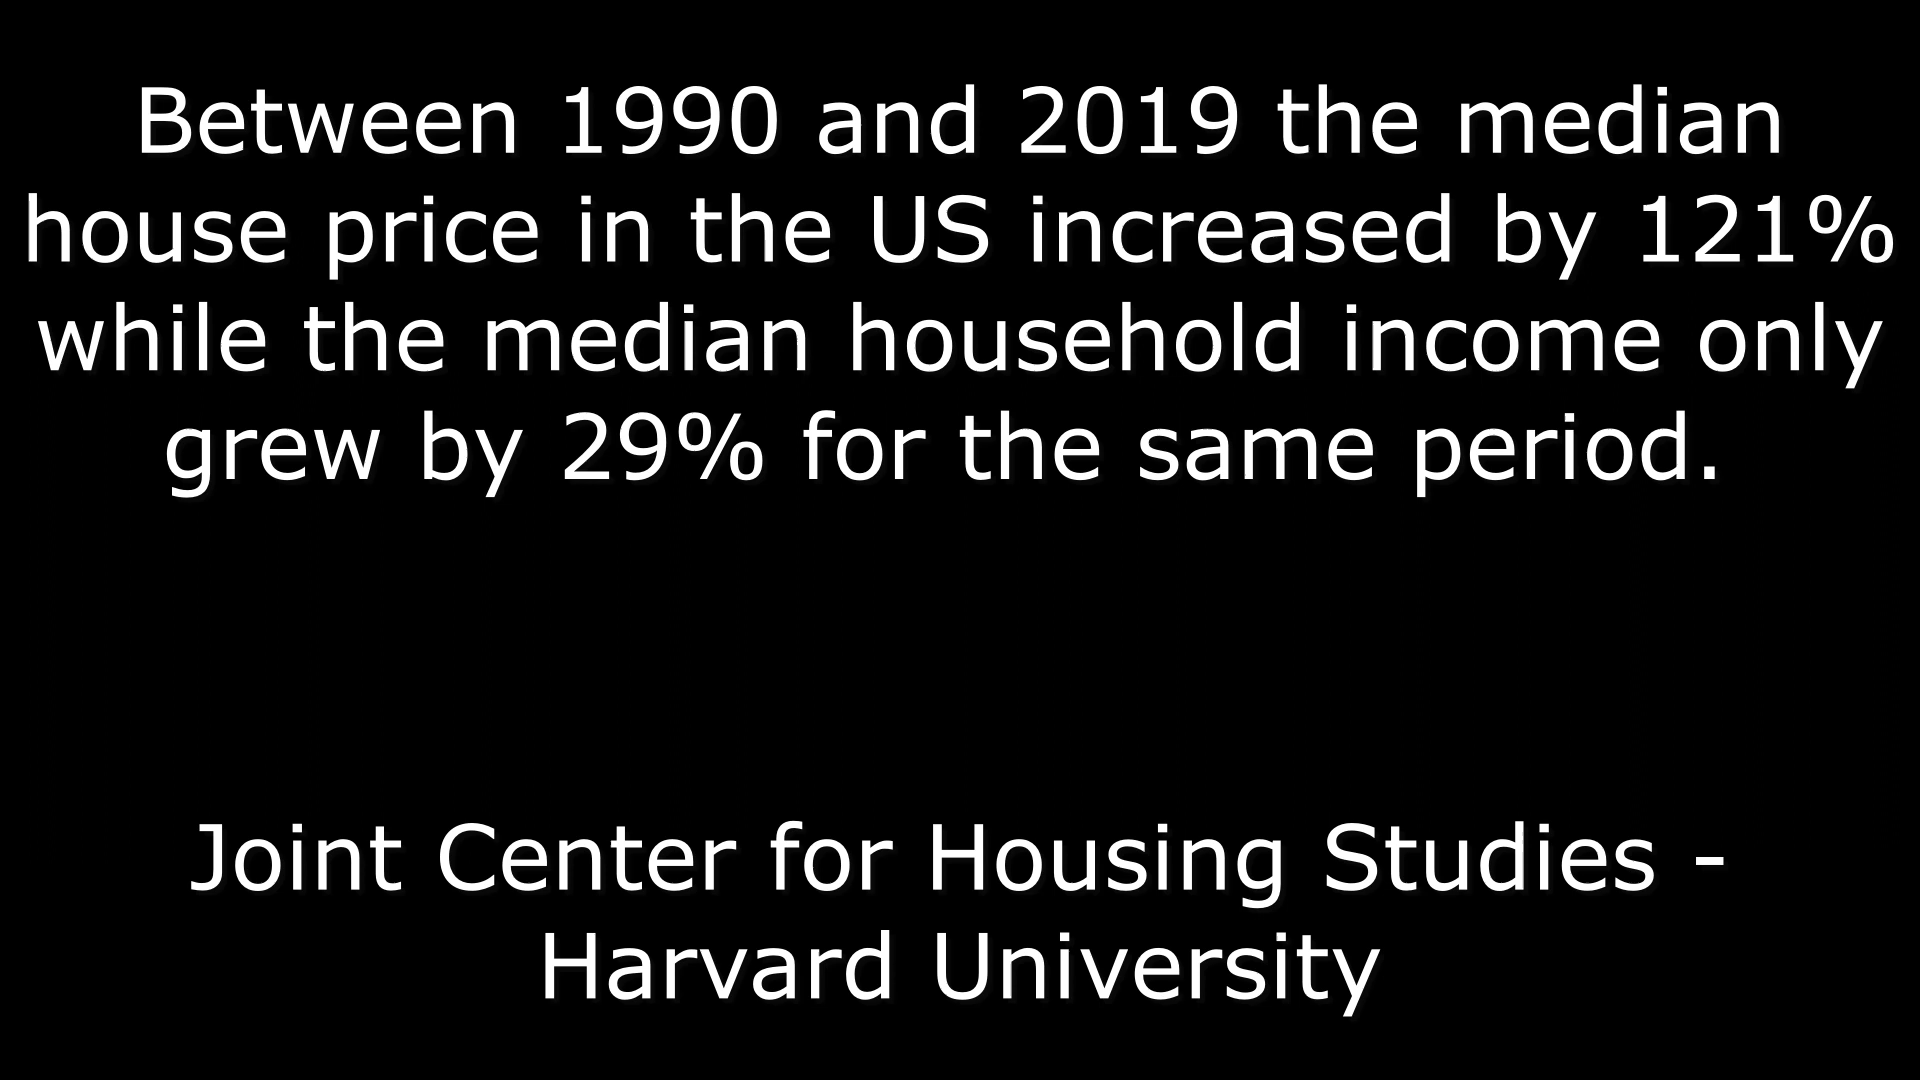 Between 1990 and 2019 the median
house price in the US increased by 121%
while the median household income only
grew by 29% for the same period.
Joint Center for Housing Studies -
Harvard University